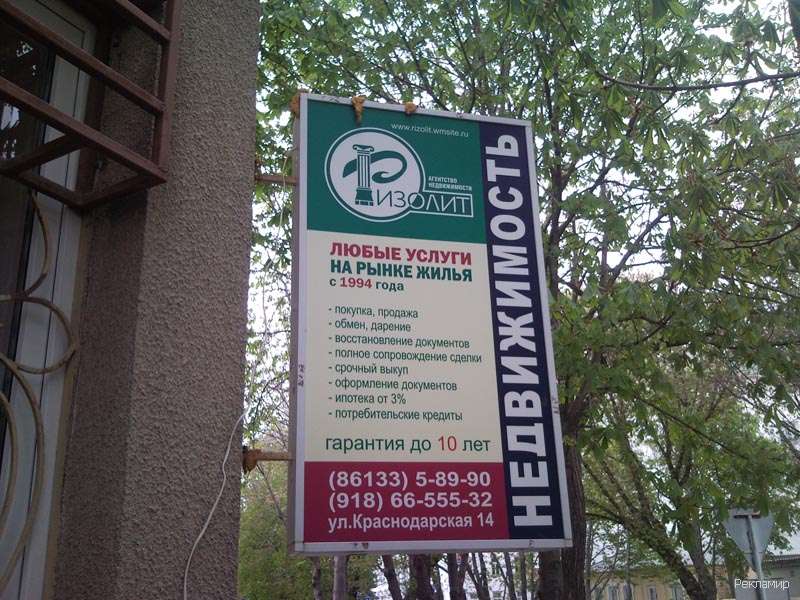 www.rizolit.wmsite.ru
АГЕНТСТВО
НЕДВИЖИМОСТИ
РИЗОЛИТ
ЛЮБЫЕ УСЛУГИ
НА РЫНКЕ ЖИЛЬЯ
с 1994 года
- покупка, продажа
- обмен, дарение
- восстановление документов
- полное сопровождение сделки
- срочный выкуп
- оформление документов
- ипотека от 3%
- потребительские кредиты
гарантия до 10 лет
(86133) 5-89-90
(918) 66-555-32
ул.Краснодарская 14
НЕДВИЖИМОСТЬ
Рекламир